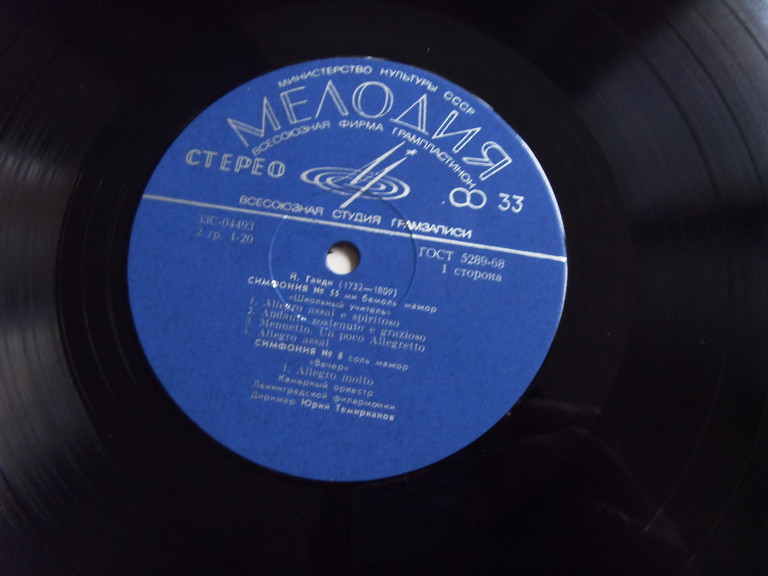 МИНИСТЕРСТВО КУЛЬТУРЫ СССР
МЕЛОДИЯ
ВСЕСОЮЗНАЯ ФИРМА ГРАМПЛАСТИНОК
СТЕРЕО
33
ВСЕСОЮЗНАЯ СТУДИЯ ГРАМЗАПИСИ
33С-04493
2 гр. 1-20
ГОСТ 5289-68
1 сторона
Й. Гайдн (1732—1809)
СИМФОНИЯ № 55 ми бемоль мажор
«Школьный учитель»
1. Allegro assai e spiritoso
2. Andante sostenuto e grazioso
3. Menuetto. Un poco Allegretto
Allegro assai
СИМФОНИЯ № 8 соль мажор
«Вечер»
1. Allegro molto
Камерный оркестр
Ленинградской филармонии
Дирижер Юрий Темирканов